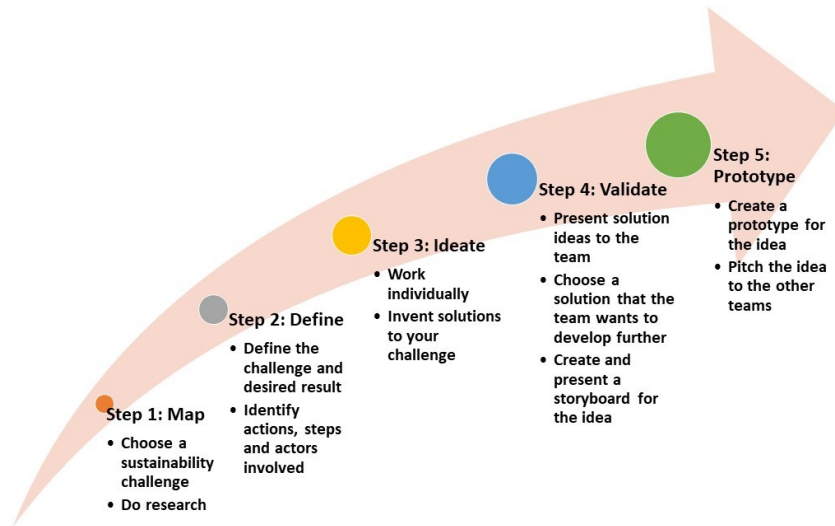 Step 1: Map
• Choose a
sustainability
challenge
• Do research
Step 2: Define
• Define the
challenge and
desired result
• Identify
actions, steps
and actors
involved
Step 3: Ideate
• Work
individually
• Invent solutions
to your
challenge
Step 4: Validate
• Present solution
ideas to the
team
• Choose a
solution that the
team wants to
develop further
• Create and
present a
storyboard for
the idea
Step 5:
Prototype
• Create a
prototype for
the idea
• Pitch the idea
to the other
teams